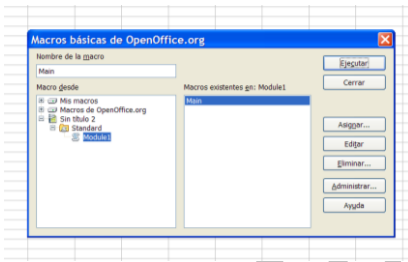 Macros básicas de OpenOffice.org
Nombre de la macro
Main
Macro desde
Macros existentes en: Module1
Mis macros
Macros de OpenOffice.org
Sin título 2
Standard
Module1
Main
Ejecutar
Cerrar
Asignar...
Editar
Eliminar...
Administrar...
Ayuda